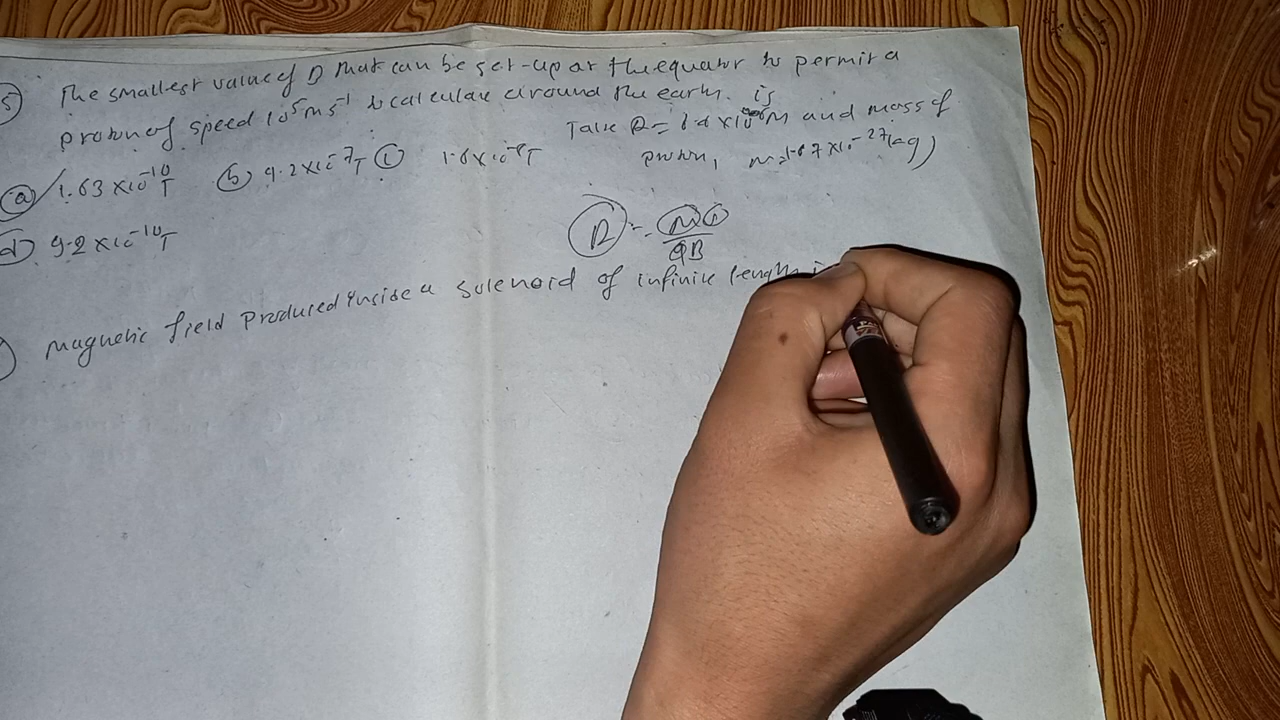 5 The smallest value of B that can be set-up at the equator to permit a
proton of speed 10⁵ms⁻¹ to calculate around the earth. is
Take R = 6.4×10⁶M and mass of
proton, m=1.67×10⁻²⁷kg)
(a) 1.63×10⁻¹⁰T (b) 9.2×10⁻⁷T (c) 1.6×10⁻⁸T
(d) 9.2×10⁻¹⁰T
R = mv/qB
) Magnetic field Produced inside a solenoid of infinite length